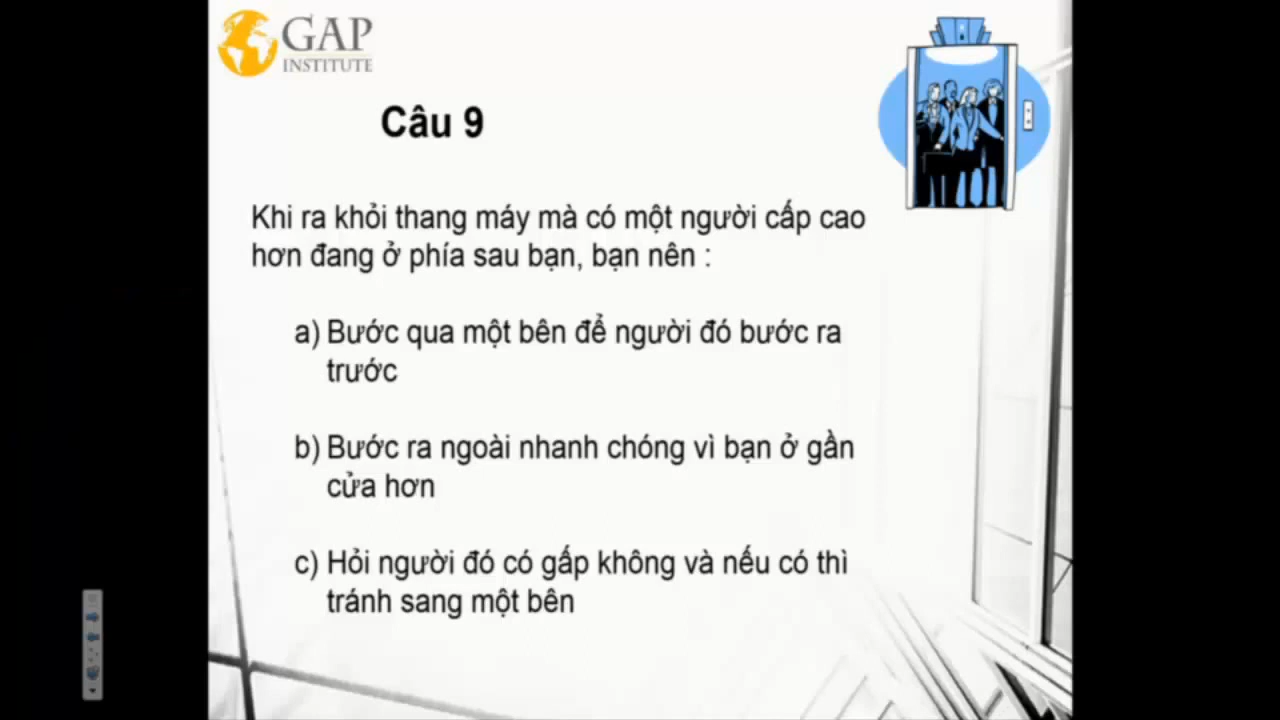 GAP
INSTITUTE
Câu 9
Khi ra khỏi thang máy mà có một người cấp cao
hơn đang ở phía sau bạn, bạn nên :
a) Bước qua một bên để người đó bước ra
trước
b) Bước ra ngoài nhanh chóng vì bạn ở gần
cửa hơn
c) Hỏi người đó có gấp không và nếu có thì
tránh sang một bên